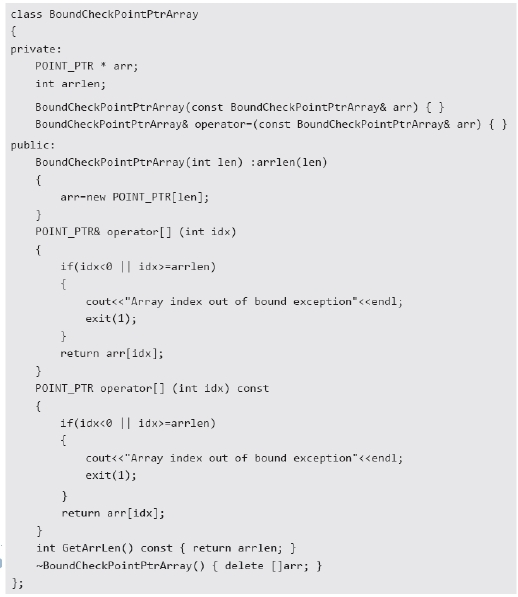 class BoundCheckPointPtrArray
{
private:
    POINT_PTR * arr;
    int arrlen;
    BoundCheckPointPtrArray(const BoundCheckPointPtrArray& arr) { }
    BoundCheckPointPtrArray& operator=(const BoundCheckPointPtrArray& arr) { }
public:
    BoundCheckPointPtrArray(int len) :arrlen(len)
    {
        arr=new POINT_PTR[len];
    }
    POINT_PTR& operator[] (int idx)
    {
        if(idx<0 || idx>=arrlen)
        {
            cout<<"Array index out of bound exception"<<endl;
            exit(1);
        }
        return arr[idx];
    }
    POINT_PTR operator[] (int idx) const
    {
        if(idx<0 || idx>=arrlen)
        {
            cout<<"Array index out of bound exception"<<endl;
            exit(1);
        }
        return arr[idx];
    }
    int GetArrLen() const { return arrlen; }
    ~BoundCheckPointPtrArray() { delete []arr; }
};